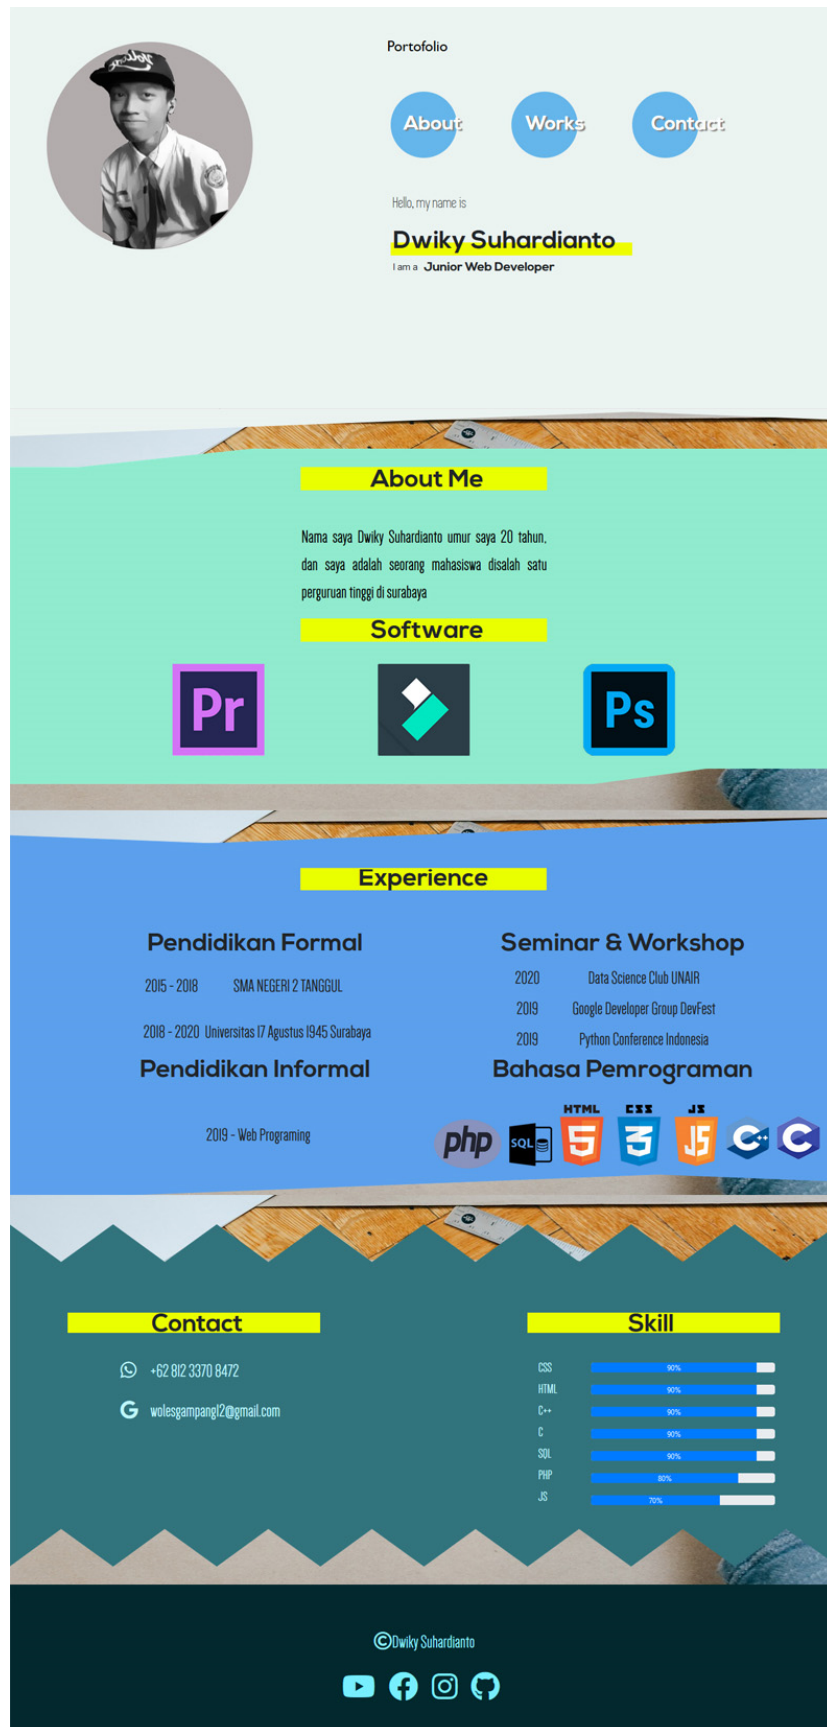 Portofolio
About Works Contact
Hello, my name is
Dwiky Suhardianto
I am a Junior Web Developer
About Me
Nama saya Dwiky Suhardianto umur saya 20 tahun,
dan saya adalah seorang mahasiswa disalah satu
perguruan tinggi di surabaya
Software
Pr Ps
Experience
Pendidikan Formal
2015 - 2018 SMA NEGERI 2 TANGGUL
2018 - 2020 Universitas 17 Agustus 1945 Surabaya
Pendidikan Informal
2019 - Web Programing
Seminar & Workshop
2020 Data Science Club UNAIR
2019 Google Developer Group DevFest
2019 Python Conference Indonesia
Bahasa Pemrograman
php SQL HTML 5 CSS 3 JS JS C++ C
Contact
+62 812 3370 8472
wolesgampang12@gmail.com
Skill
CSS 90%
HTML 90%
C++ 90%
C 90%
SQL 90%
PHP 80%
JS 70%
©Dwiky Suhardianto